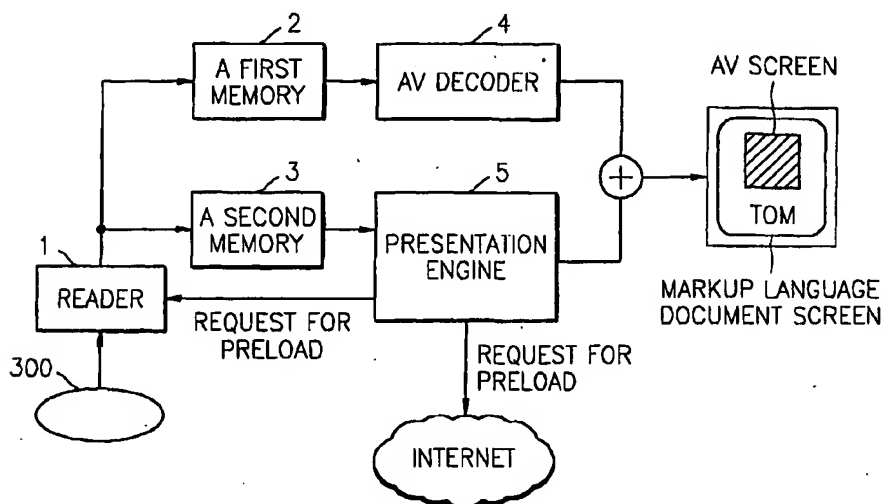 2
A FIRST
MEMORY
4
AV DECODER
AV SCREEN
TOM
MARKUP LANGUAGE
DOCUMENT SCREEN
3
A SECOND
MEMORY
5
PRESENTATION
ENGINE
1
READER
REQUEST FOR
PRELOAD
REQUEST FOR
PRELOAD
300
INTERNET